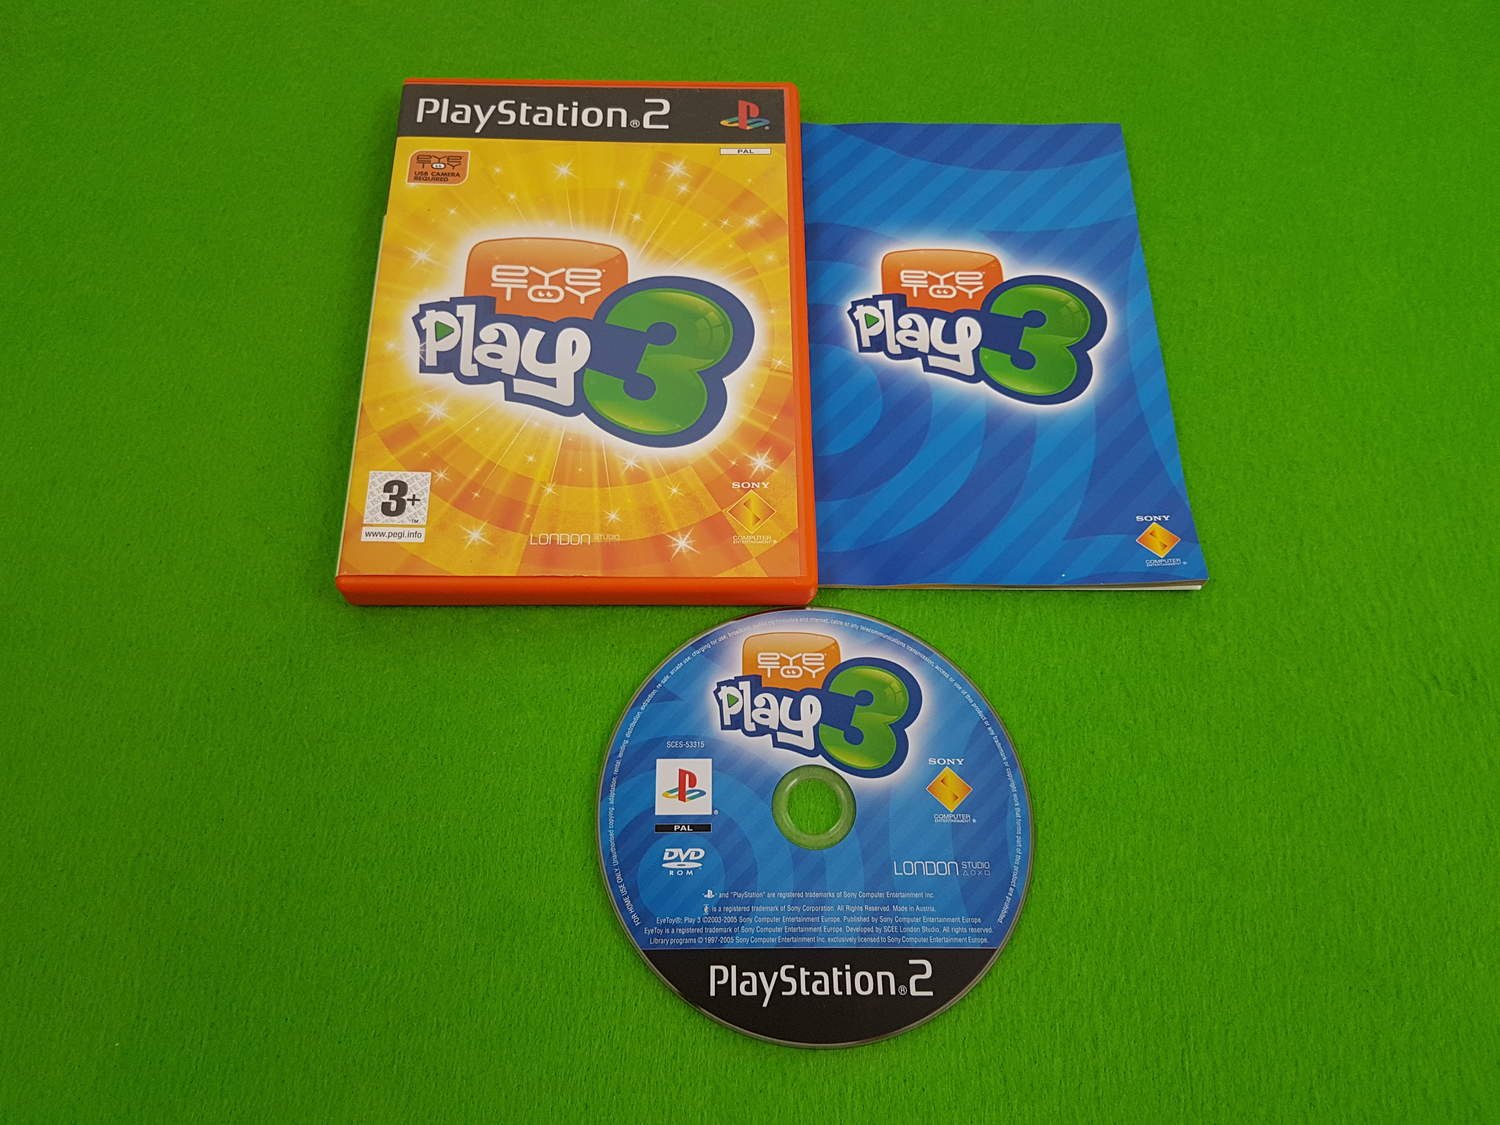 PlayStation®2
PAL
EYE TOY
USB CAMERA
REQUIRED
EYE
TOY
Play 3
3+
www.pegi.info
LONDON STUDIO
SONY
COMPUTER
ENTERTAINMENT®
EYE
TOY
Play 3
SONY
COMPUTER
ENTERTAINMENT®
EYE
TOY
Play 3
SCES-53315
PAL
DVD
ROM
SONY
COMPUTER
ENTERTAINMENT®
LONDON STUDIO
and "PlayStation" are registered trademarks of Sony Computer Entertainment Inc.
is a registered trademark of Sony Corporation. All Rights Reserved. Made in Austria.
EyeToy®: Play 3 ©2003-2005 Sony Computer Entertainment Europe. Published by Sony Computer Entertainment Europe.
EyeToy is a registered trademark of Sony Computer Entertainment Europe. Developed by SCEE London Studio. All rights reserved.
Library programs © 1997-2005 Sony Computer Entertainment Inc. exclusively licensed to Sony Computer Entertainment Europe.
PlayStation®2